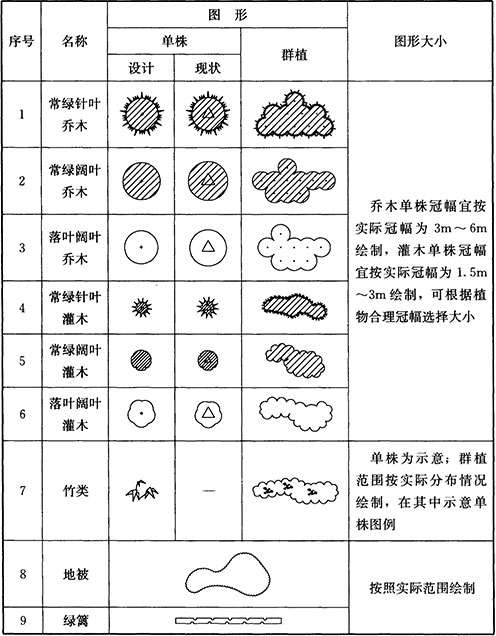 序号
名称
图 形
图形大小
单株
群植
设计
现状
1
常绿针叶
乔木
2
常绿阔叶
乔木
3
落叶阔叶
乔木
4
常绿针叶
灌木
5
常绿阔叶
灌木
6
落叶阔叶
灌木
乔木单株冠幅宜按
实际冠幅为 3m～6m
绘制，灌木单株冠幅
宜按实际冠幅为 1.5m
～3m 绘制，可根据植
物合理冠幅选择大小
7
竹类
—
单株为示意；群植
范围按实际分布情况
绘制，在其中示意单
株图例
8
地被
按照实际范围绘制
9
绿篱